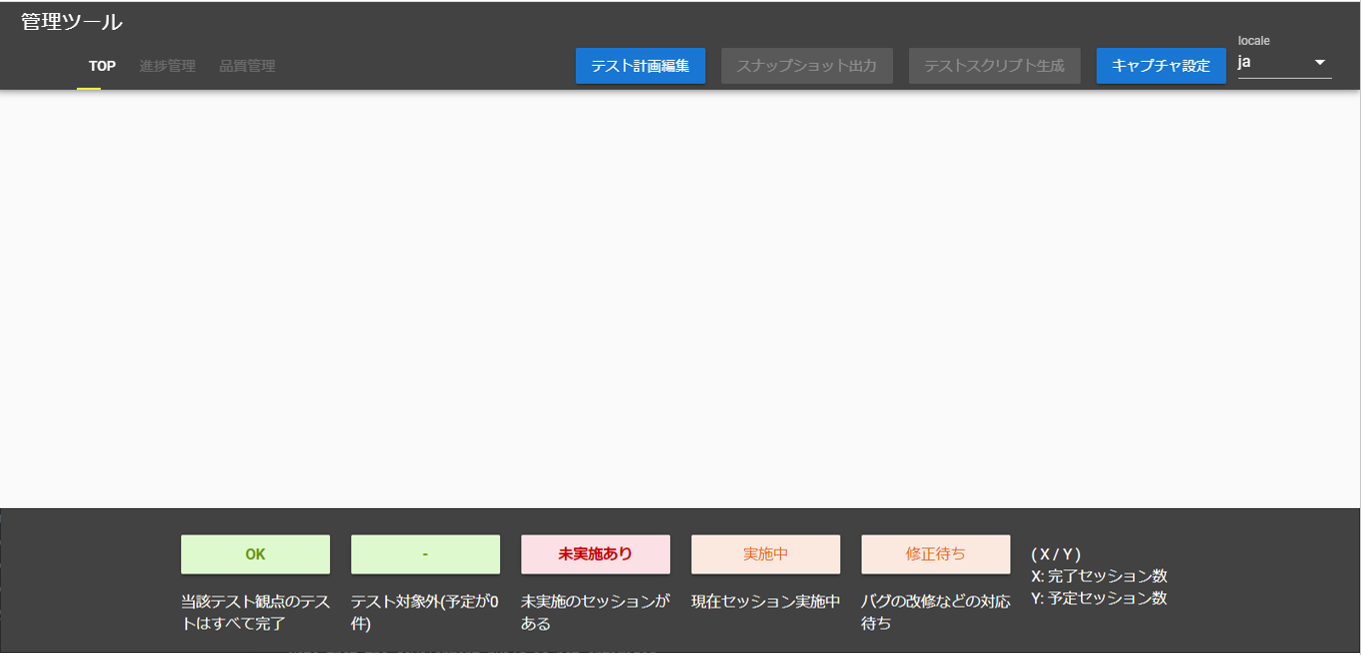 管理ツール
locale
TOP 進捗管理 品質管理 テスト計画編集 スナップショット出力 テストスクリプト生成 キャプチャ設定 ja
OK
当該テスト観点のテス
トはすべて完了
-
テスト対象外(予定が0
件)
未実施あり
未実施のセッションが
ある
実施中
現在セッション実施中
修正待ち
バグの改修などの対応
待ち
( X / Y )
X: 完了セッション数
Y: 予定セッション数